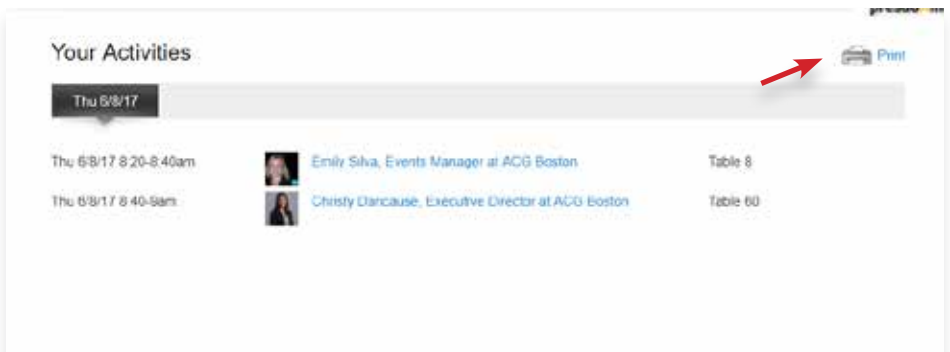 Your Activities
Print
Thu 6/8/17
Thu 6/8/17 8:20-8:40am Emily Silva, Events Manager at ACG Boston Table 8
Thu 6/8/17 8:40-9am Christy Dancause, Executive Director at ACG Boston Table 60